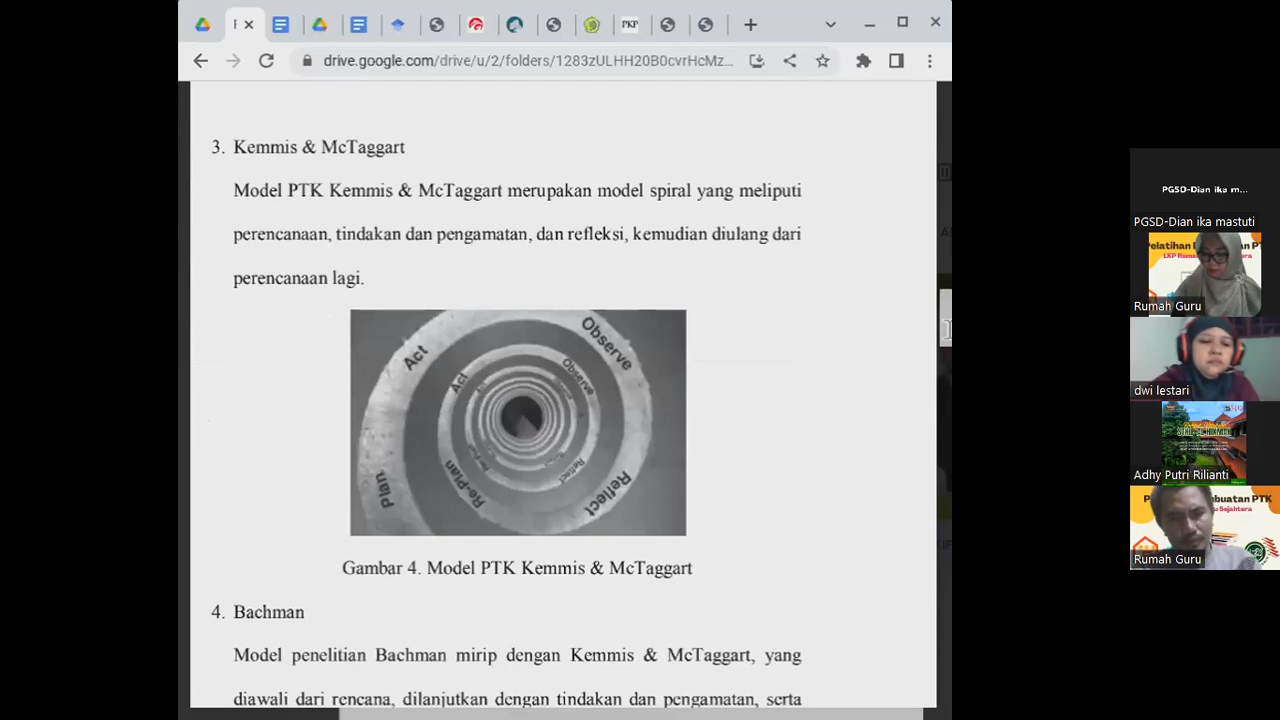 PKP
drive.google.com/drive/u/2/folders/1283zULHH20B0cvrHcMz...
3. Kemmis & McTaggart
Model PTK Kemmis & McTaggart merupakan model spiral yang meliputi
perencanaan, tindakan dan pengamatan, dan refleksi, kemudian diulang dari
perencanaan lagi.
Act
Observe
Act
Observe
Plan
Re-Plan
Reflect
Reflect
Gambar 4. Model PTK Kemmis & McTaggart
4. Bachman
Model penelitian Bachman mirip dengan Kemmis & McTaggart, yang
diawali dari rencana, dilanjutkan dengan tindakan dan pengamatan, serta
PGSD-Dian ika m...
PGSD-Dian ika mastuti
Rumah Guru
dwi lestari
Adhy Putri Rilianti
Rumah Guru